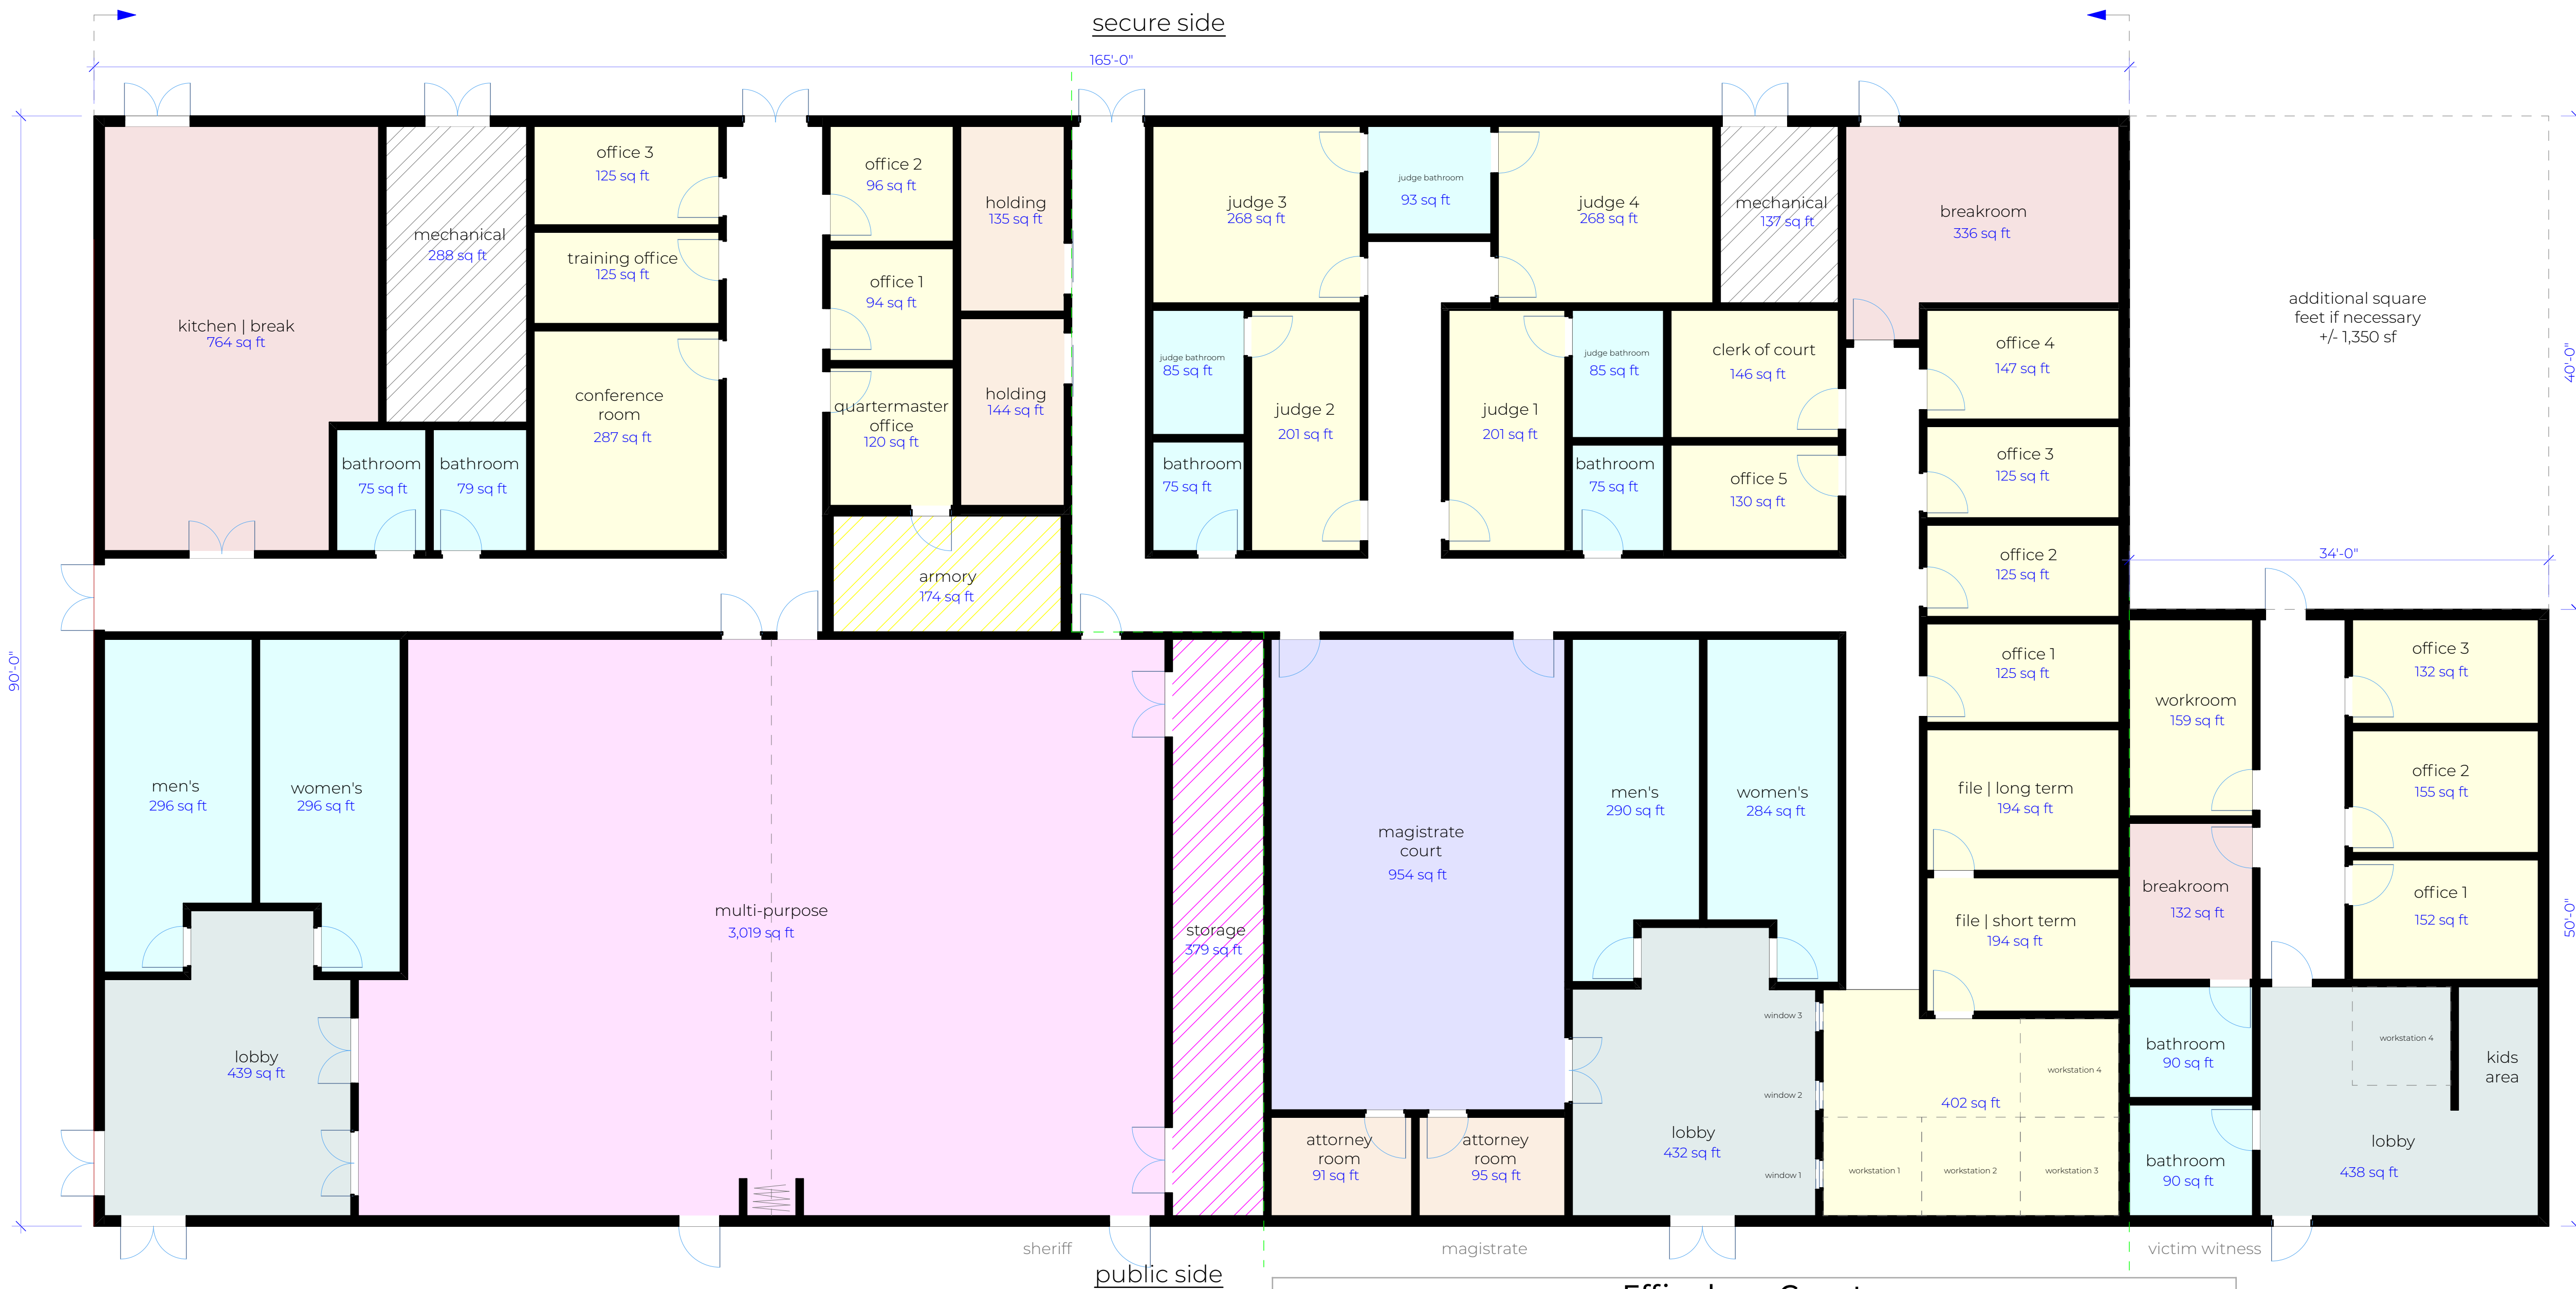 secure side
165'-0"
90'-0"
kitchen | break
764 sq ft
mechanical
288 sq ft
office 3
125 sq ft
training office
125 sq ft
conference
room
287 sq ft
bathroom
75 sq ft
bathroom
79 sq ft
office 2
96 sq ft
office 1
94 sq ft
quartermaster
office
120 sq ft
holding
135 sq ft
holding
144 sq ft
armory
174 sq ft
judge 3
268 sq ft
judge bathroom
93 sq ft
judge 4
268 sq ft
mechanical
137 sq ft
breakroom
336 sq ft
judge bathroom
85 sq ft
bathroom
75 sq ft
judge 2
201 sq ft
judge 1
201 sq ft
judge bathroom
85 sq ft
bathroom
75 sq ft
clerk of court
146 sq ft
office 5
130 sq ft
office 4
147 sq ft
office 3
125 sq ft
office 2
125 sq ft
office 1
125 sq ft
file | long term
194 sq ft
file | short term
194 sq ft
additional square
feet if necessary
+/- 1,350 sf
40'-0"
34'-0"
50'-0"
men's
296 sq ft
women's
296 sq ft
lobby
439 sq ft
multi-purpose
3,019 sq ft
storage
379 sq ft
magistrate
court
954 sq ft
attorney
room
91 sq ft
attorney
room
95 sq ft
men's
290 sq ft
women's
284 sq ft
lobby
432 sq ft
window 3
window 2
window 1
402 sq ft
workstation 4
workstation 1
workstation 2
workstation 3
workroom
159 sq ft
breakroom
132 sq ft
bathroom
90 sq ft
bathroom
90 sq ft
office 3
132 sq ft
office 2
155 sq ft
office 1
152 sq ft
workstation 4
kids
area
lobby
438 sq ft
sheriff
magistrate
victim witness
public side